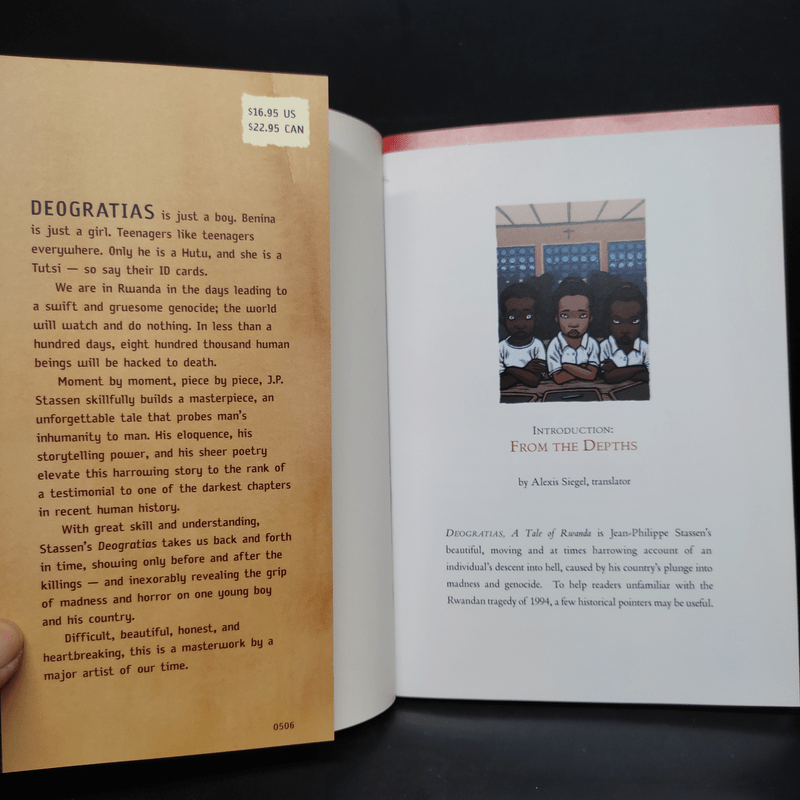 $16.95 US
$22.95 CAN
DEOGRATIAS is just a boy. Benina
is just a girl. Teenagers like teenagers
everywhere. Only he is a Hutu, and she is a
Tutsi — so say their ID cards.
We are in Rwanda in the days leading to
a swift and gruesome genocide; the world
will watch and do nothing. In less than a
hundred days, eight hundred thousand human
beings will be hacked to death.
Moment by moment, piece by piece, J.P.
Stassen skillfully builds a masterpiece, an
unforgettable tale that probes man's
inhumanity to man. His eloquence, his
storytelling power, and his sheer poetry
elevate this harrowing story to the rank of
a testimonial to one of the darkest chapters
in recent human history.
With great skill and understanding,
Stassen's Deogratias takes us back and forth
in time, showing only before and after the
killings — and inexorably revealing the grip
of madness and horror on one young boy
and his country.
Difficult, beautiful, honest, and
heartbreaking, this is a masterwork by a
major artist of our time.
0506
Introduction:
From the Depths
by Alexis Siegel, translator
Deogratias, A Tale of Rwanda is Jean-Philippe Stassen's
beautiful, moving and at times harrowing account of an
individual's descent into hell, caused by his country's plunge into
madness and genocide. To help readers unfamiliar with the
Rwandan tragedy of 1994, a few historical pointers may be useful.